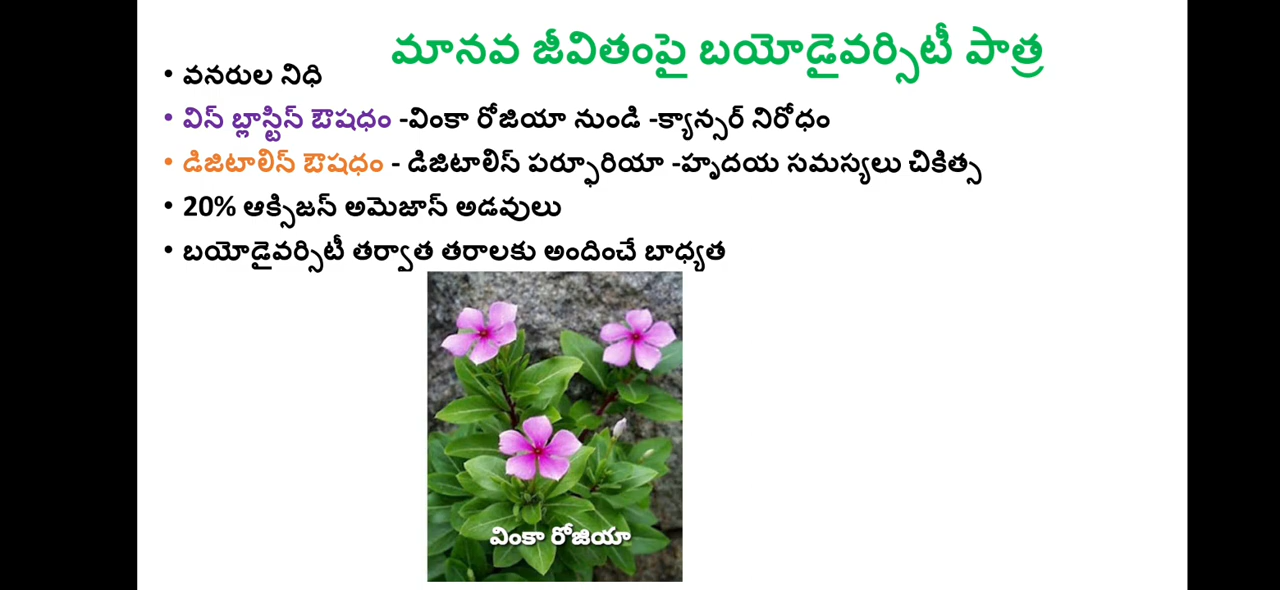 మానవ జీవితంపై బయోడైవర్సిటీ పాత్ర
• వనరుల నిధి
• విన్ బ్లాస్టిన్ ఔషధం -వింకా రోజియా నుండి -క్యాన్సర్ నిరోధం
• డిజిటాలిస్ ఔషధం - డిజిటాలిస్ పర్ఫూరియా -హృదయ సమస్యలు చికిత్స
• 20% ఆక్సిజన్ అమెజాన్ అడవులు
• బయోడైవర్సిటీ తర్వాత తరాలకు అందించే బాధ్యత
వింకా రోజియా